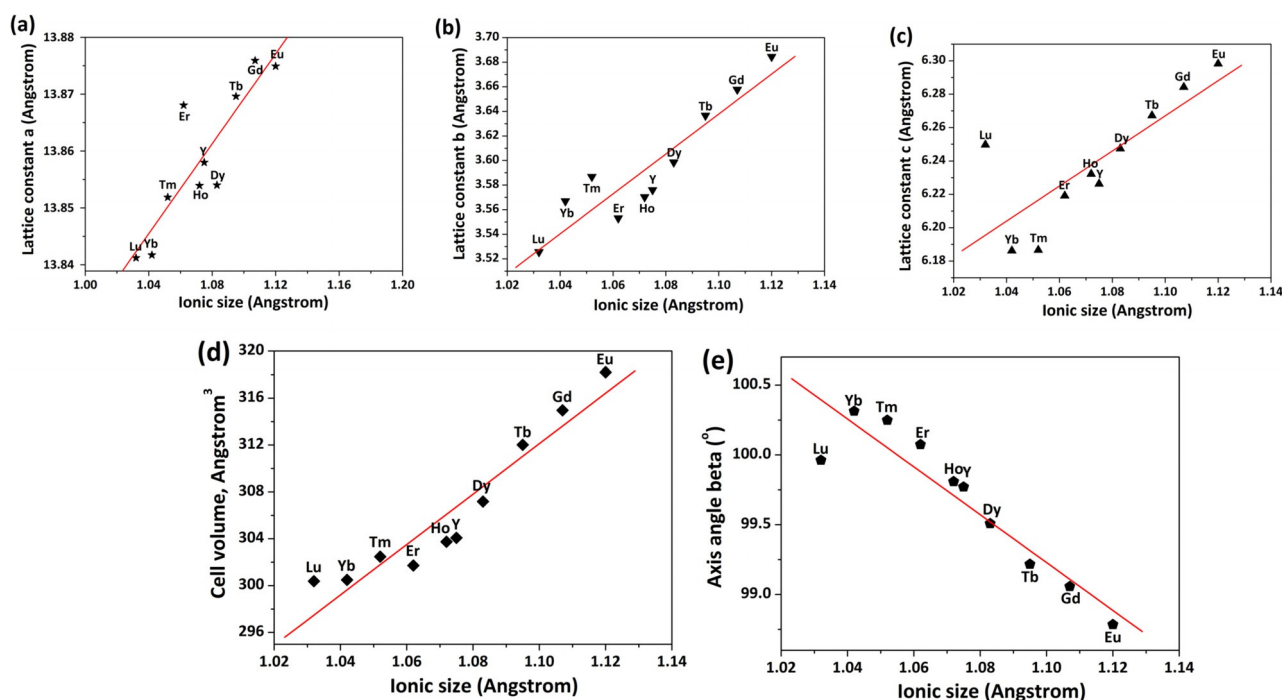 (a)
Lattice constant a (Angstrom)
13.88
13.87
13.86
13.85
13.84
Eu
Gd
Tb
Er
Y
Dy
Ho
Tm
Lu Yb
1.00 1.04 1.08 1.12 1.16 1.20
Ionic size (Angstrom)
(b)
Lattice constant b (Angstrom)
3.70
3.68
3.66
3.64
3.62
3.60
3.58
3.56
3.54
3.52
Eu
Gd
Tb
Dy
Y
Tm
Yb
Er
Ho
Lu
1.02 1.04 1.06 1.08 1.10 1.12 1.14
Ionic size (Angstrom)
(c)
Lattice constant c (Angstrom)
6.30
6.26
6.22
6.18
Eu
Gd
Tb
Lu
Dy
Ho
Y
Er
Yb Tm
1.02 1.04 1.06 1.08 1.10 1.12 1.14
Ionic size (Angstrom)
(d)
Cell volume, Angstrom3
320
316
312
308
304
300
296
Eu
Gd
Tb
Dy
Ho Y
Tm
Er
Lu Yb
1.02 1.04 1.06 1.08 1.10 1.12 1.14
Ionic size (Angstrom)
(e)
Axis angle beta (o)
100.5
100.0
99.5
99.0
Yb Tm
Er
Lu
Ho Y
Dy
Tb
Gd
Eu
1.02 1.04 1.06 1.08 1.10 1.12 1.14
Ionic size (Angstrom)